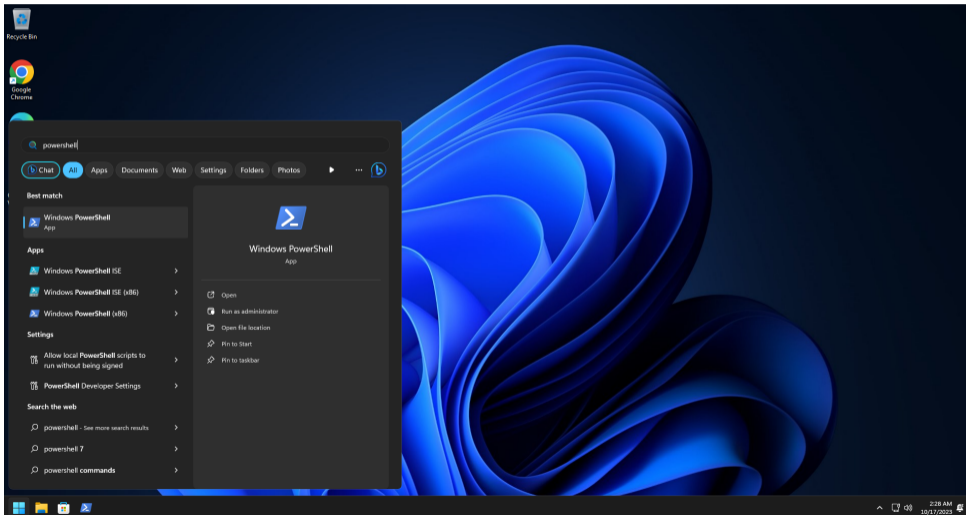 Recycle Bin
Google
Chrome
powershell
Chat
All
Apps
Documents
Web
Settings
Folders
Photos
Best match
Windows PowerShell
App
Apps
Windows PowerShell ISE
Windows PowerShell ISE (x86)
Windows PowerShell (x86)
Settings
Allow local PowerShell scripts to
run without being signed
PowerShell Developer Settings
Search the web
powershell - See more search results
powershell 7
powershell commands
Windows PowerShell
App
Open
Run as administrator
Open file location
Pin to Start
Pin to taskbar
2:28 AM
10/17/2023